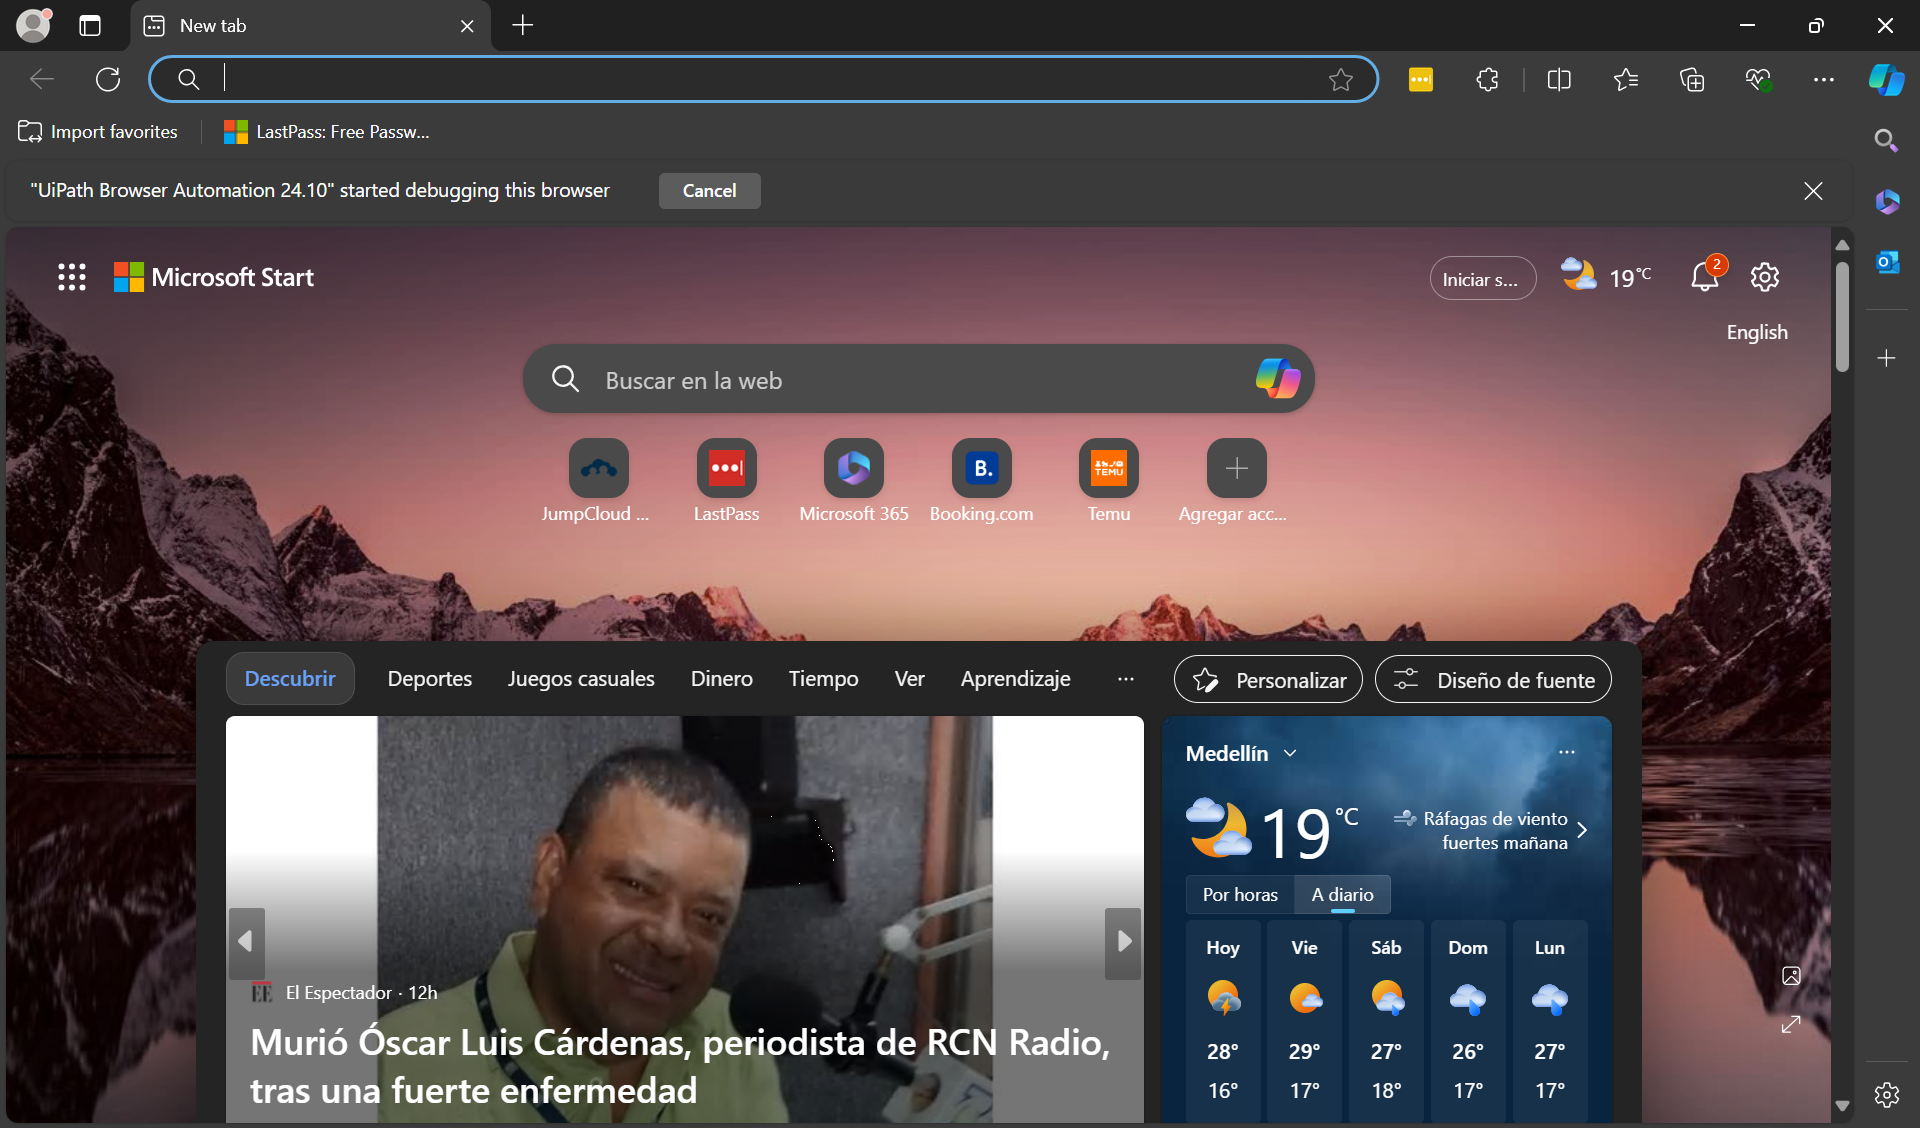 New tab
Import favorites
LastPass: Free Passw...
"UiPath Browser Automation 24.10" started debugging this browser
Cancel
Microsoft Start
Iniciar s...
19°C
2
English
Buscar en la web
B.
TEMU
JumpCloud ...
LastPass
Microsoft 365
Booking.com
Temu
Agregar acc...
Descubrir
Deportes
Juegos casuales
Dinero
Tiempo
Ver
Aprendizaje
Personalizar
Diseño de fuente
EE El Espectador · 12h
Murió Óscar Luis Cárdenas, periodista de RCN Radio,
tras una fuerte enfermedad
Medellín
19 °C
Ráfagas de viento
fuertes mañana
Por horas
A diario
Hoy Vie Sáb Dom Lun
28° 29° 27° 26° 27°
16° 17° 18° 17° 17°